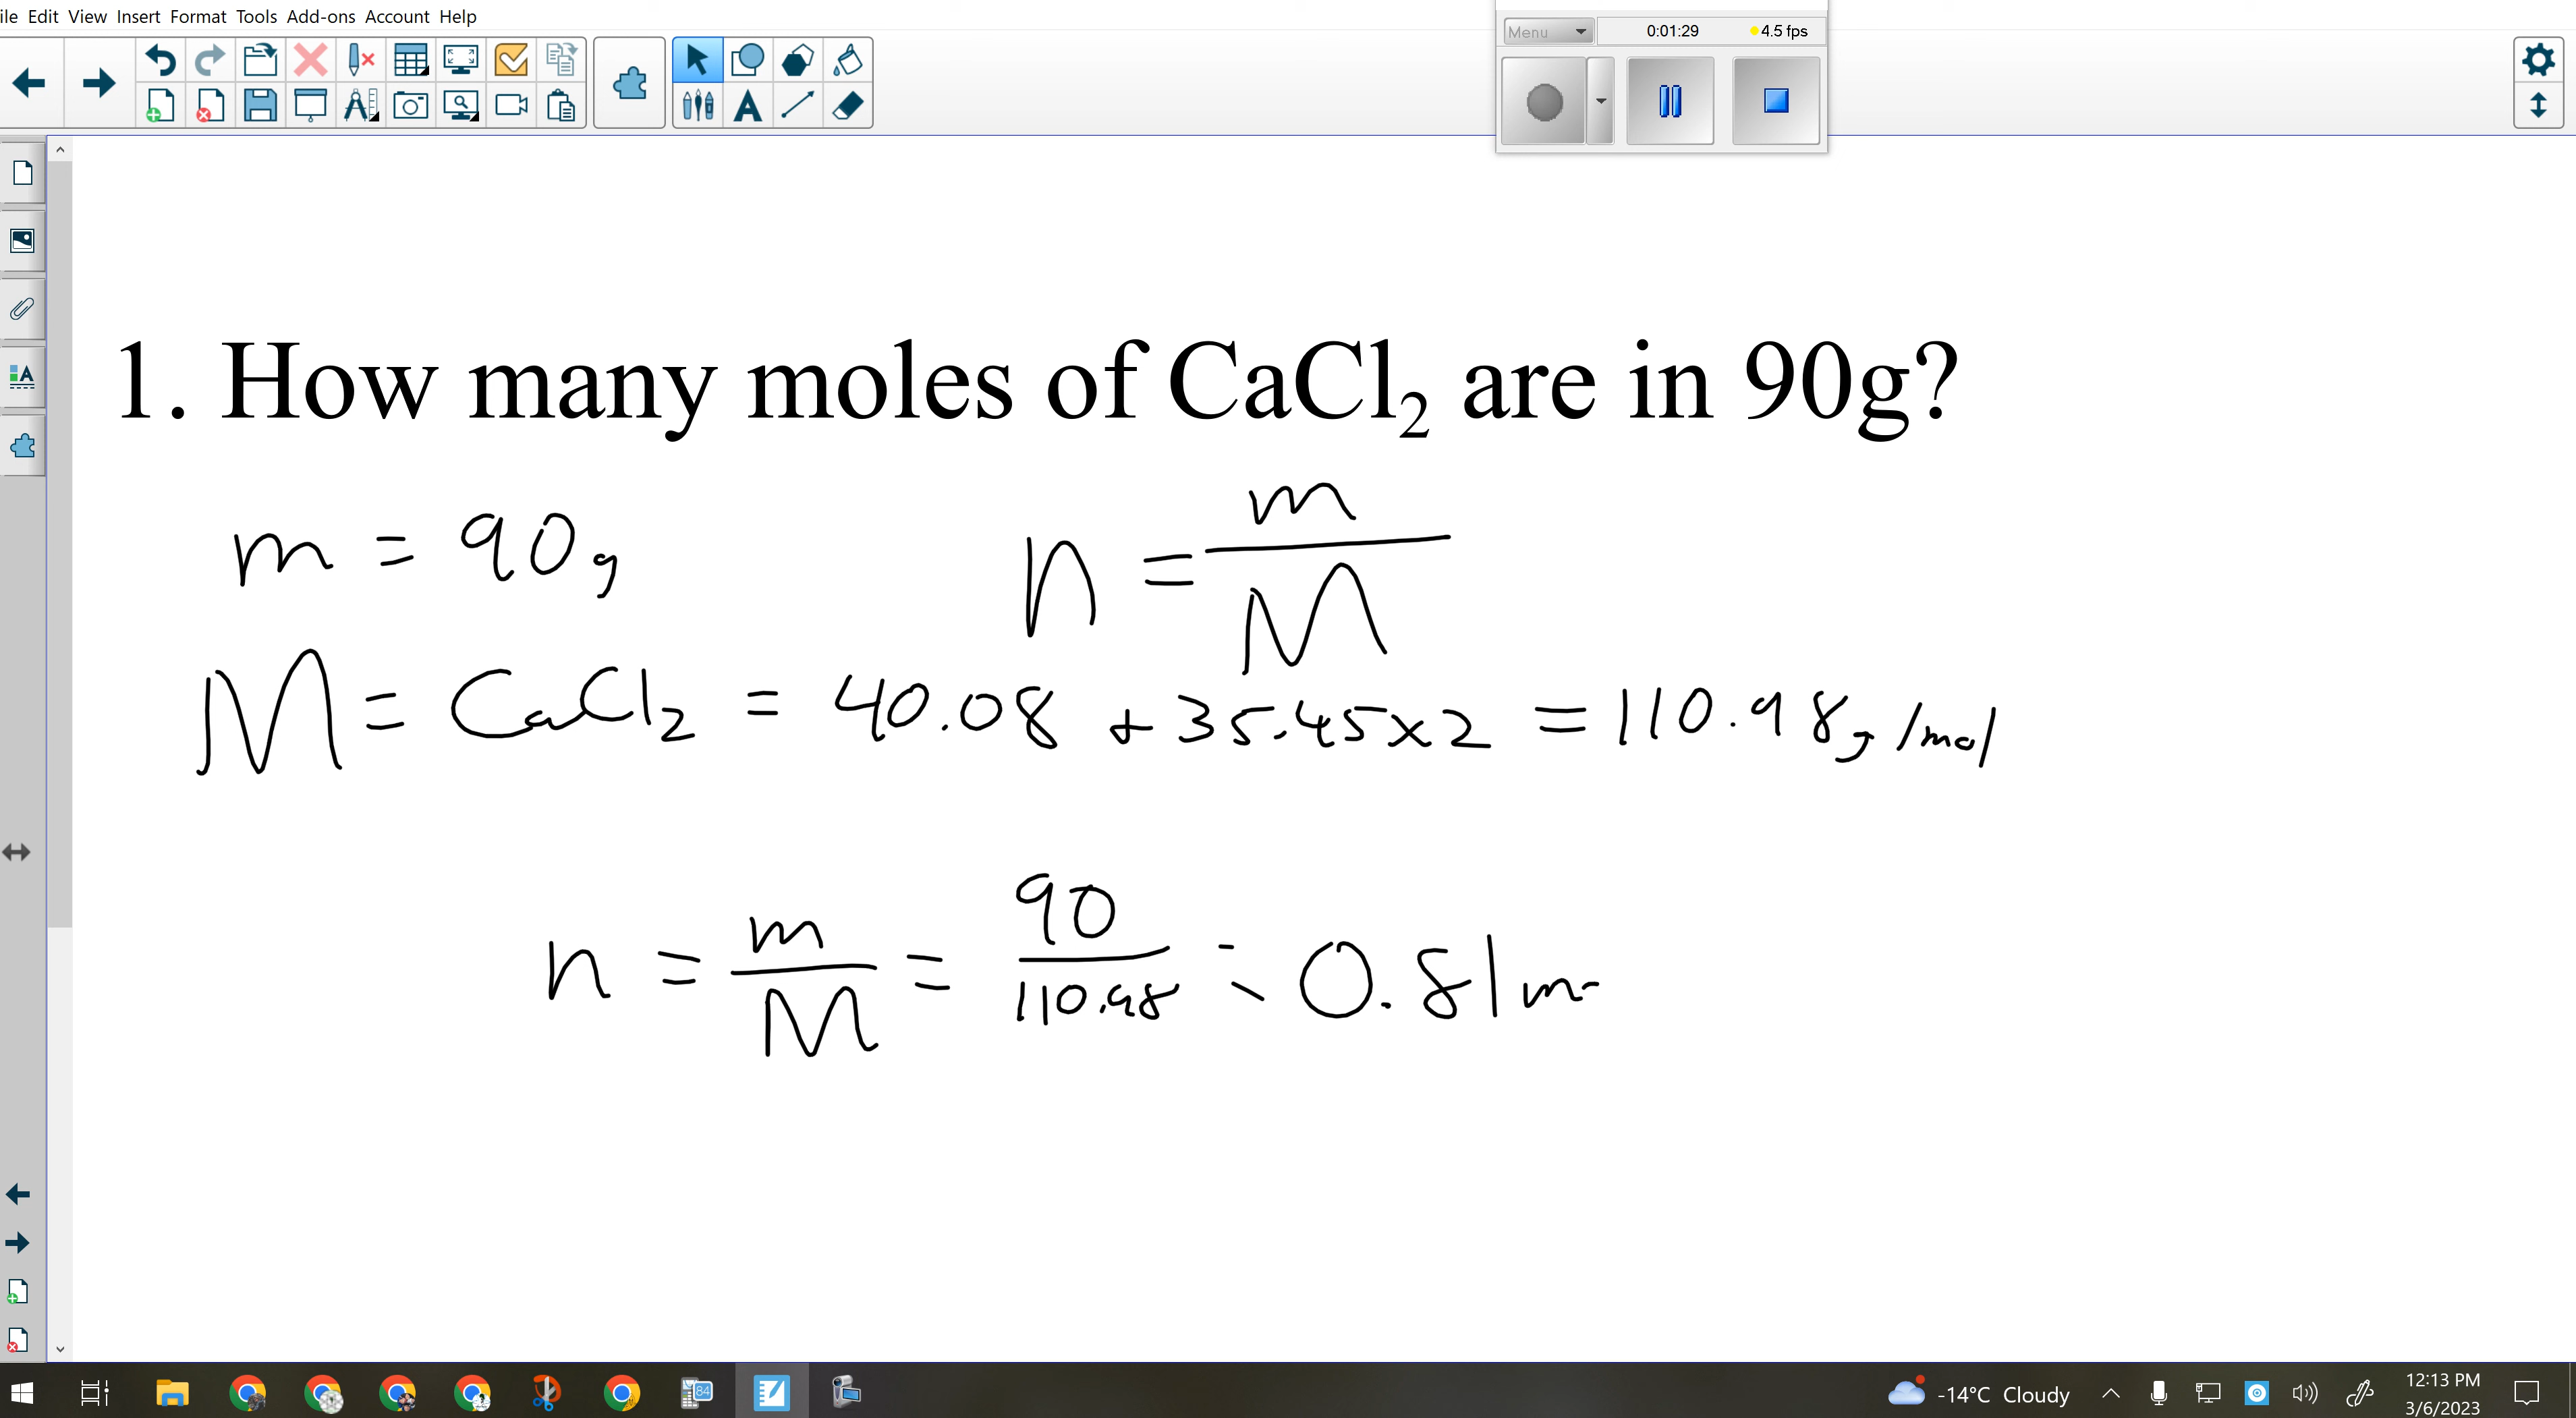 ile Edit View Insert Format Tools Add-ons Account Help
Menu 0:01:29 4.5 fps
A
A
1. How many moles of CaCl₂ are in 90g?
m = 90g
n = m/M
M = CaCl₂ = 40.08 + 35.45x2 = 110.98g/mol
n = m/M = 90/110.98 = 0.81m
84
-14°C Cloudy
12:13 PM
3/6/2023